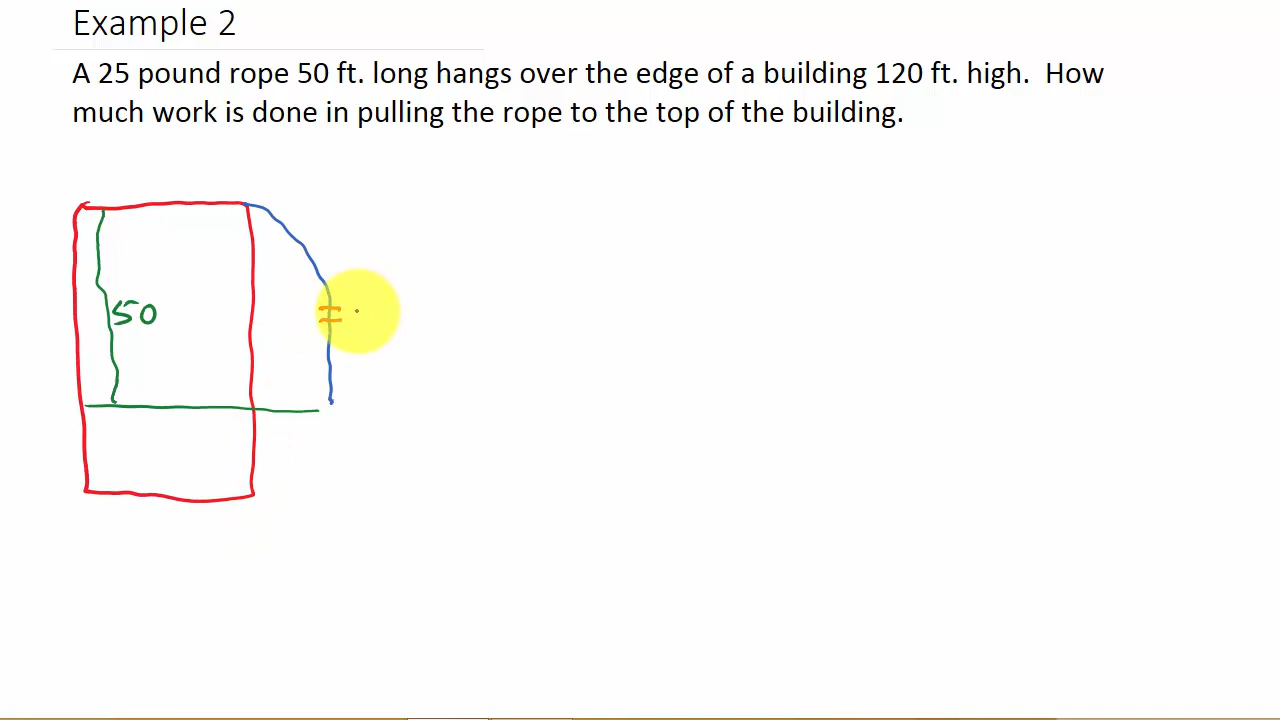 Example 2
A 25 pound rope 50 ft. long hangs over the edge of a building 120 ft. high.  How
much work is done in pulling the rope to the top of the building.
50